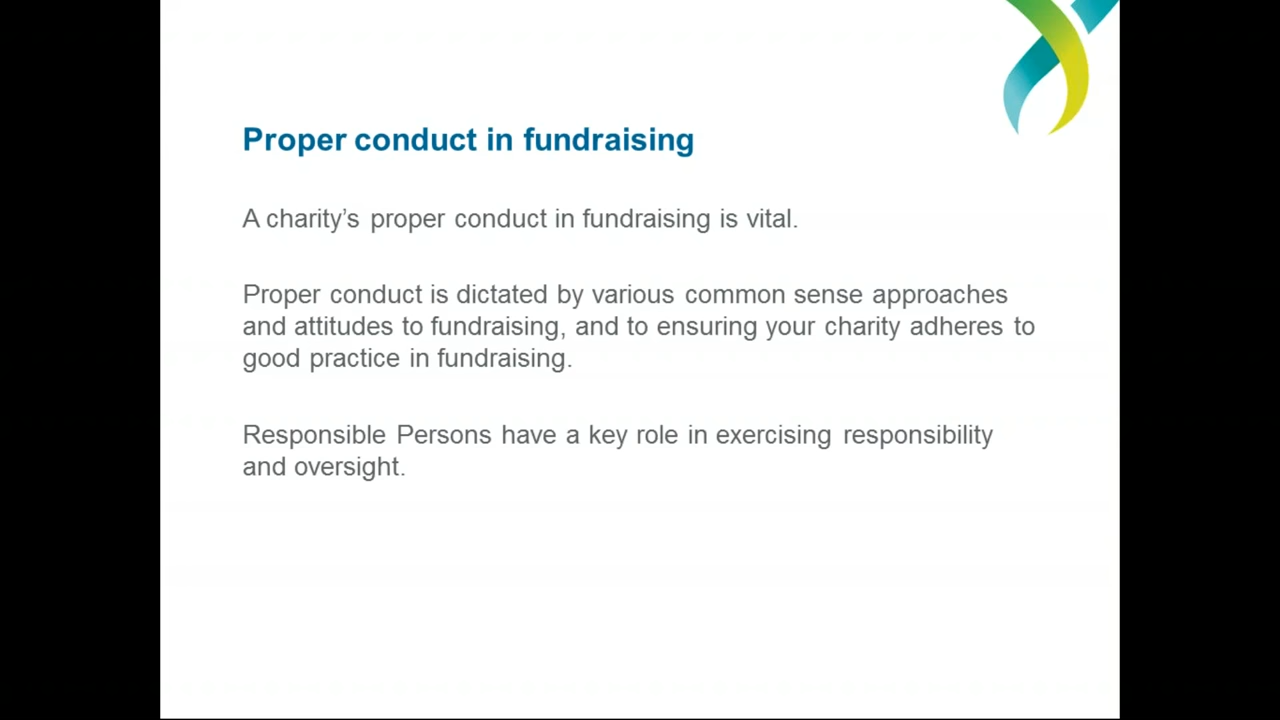 Proper conduct in fundraising
A charity’s proper conduct in fundraising is vital.
Proper conduct is dictated by various common sense approaches
and attitudes to fundraising, and to ensuring your charity adheres to
good practice in fundraising.
Responsible Persons have a key role in exercising responsibility
and oversight.